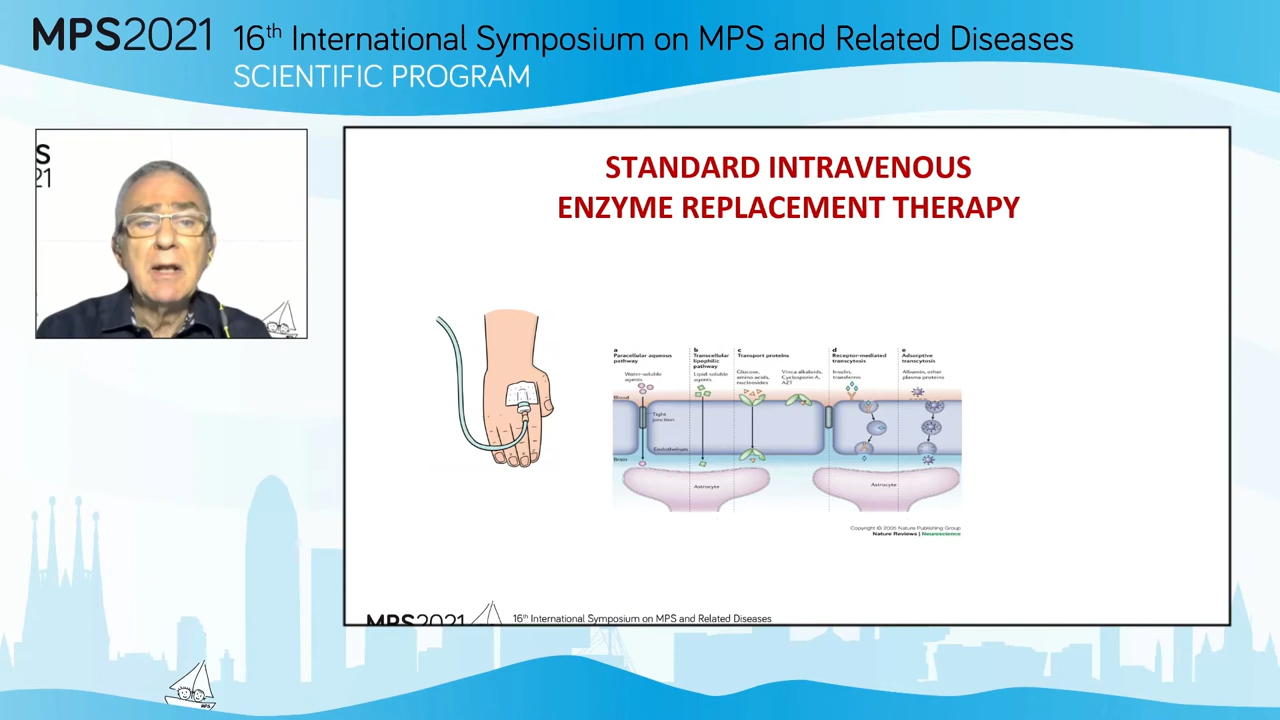 MPS2021 16th International Symposium on MPS and Related Diseases
SCIENTIFIC PROGRAM
S
21
STANDARD INTRAVENOUS
ENZYME REPLACEMENT THERAPY
a
Paracellular aqueous
pathway
Water-soluble
agents
b
Transcellular
lipophilic
pathway
Lipid-soluble
agents
c
Transport proteins
Glucose,
amino acids,
nucleosides
Vinca alkaloids,
Cyclosporin A,
AZT
d
Receptor-mediated
transcytosis
Insulin,
transferrin
e
Adsorptive
transcytosis
Albumin, other
plasma proteins
Blood
Tight
junction
Endothelium
Brain
Astrocyte
Astrocyte
Copyright © 2005 Nature Publishing Group
Nature Reviews | Neuroscience
MPS2021 16th International Symposium on MPS and Related Diseases
MPS